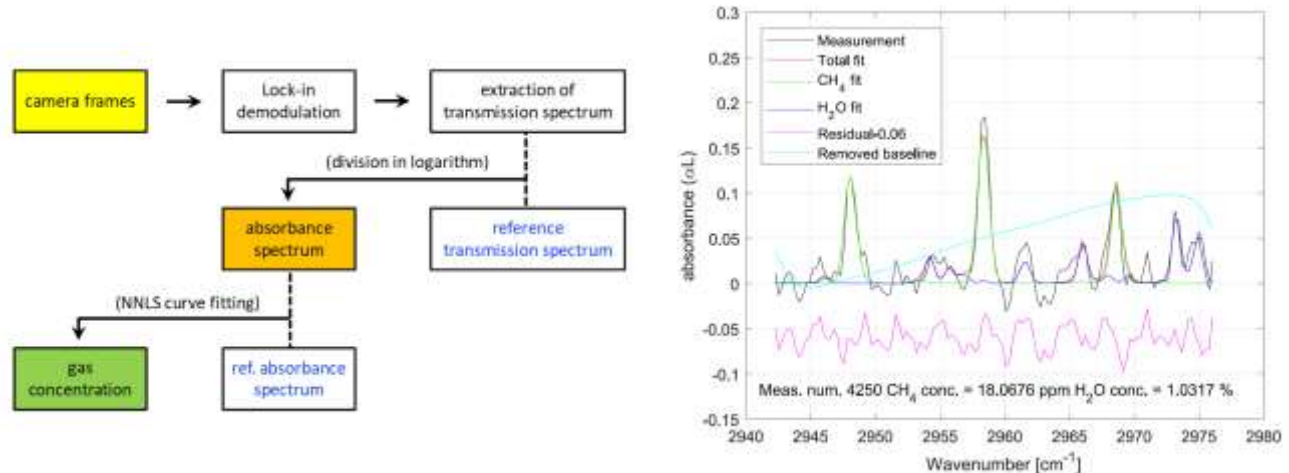 camera frames
Lock-in
demodulation
extraction of
transmission spectrum
(division in logarithm)
absorbance
spectrum
reference
transmission spectrum
(NNLS curve fitting)
gas
concentration
ref. absorbance
spectrum
0.3
0.25
0.2
0.15
0.1
0.05
0
-0.05
-0.1
-0.15
absorbance (αL)
Measurement
Total fit
CH4 fit
H2O fit
Residual-0.06
Removed baseline
Meas. num. 4250 CH4 conc. = 18.0676 ppm H2O conc. = 1.0317 %
2940 2945 2950 2955 2960 2965 2970 2975 2980
Wavenumber [cm-1]